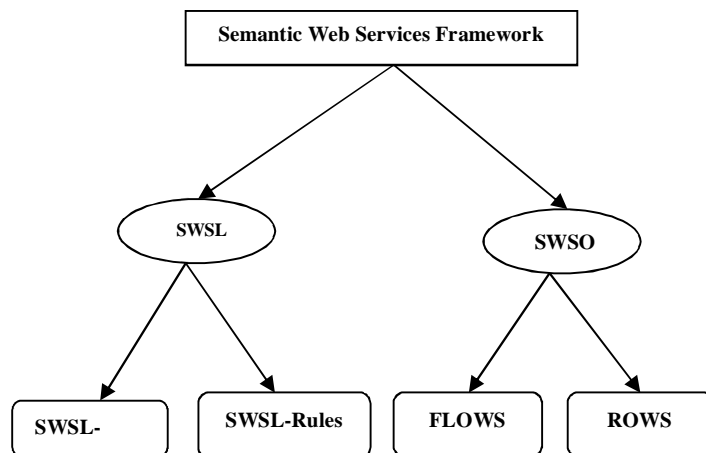 Semantic Web Services Framework
SWSL
SWSO
SWSL-
SWSL-Rules
FLOWS
ROWS